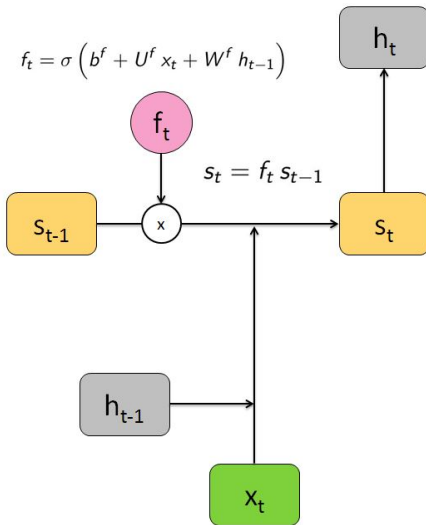 h_t
f_t = σ ( b^f + U^f x_t + W^f h_{t-1} )
f_t
s_t = f_t s_{t-1}
s_{t-1}
x
s_t
h_{t-1}
x_t